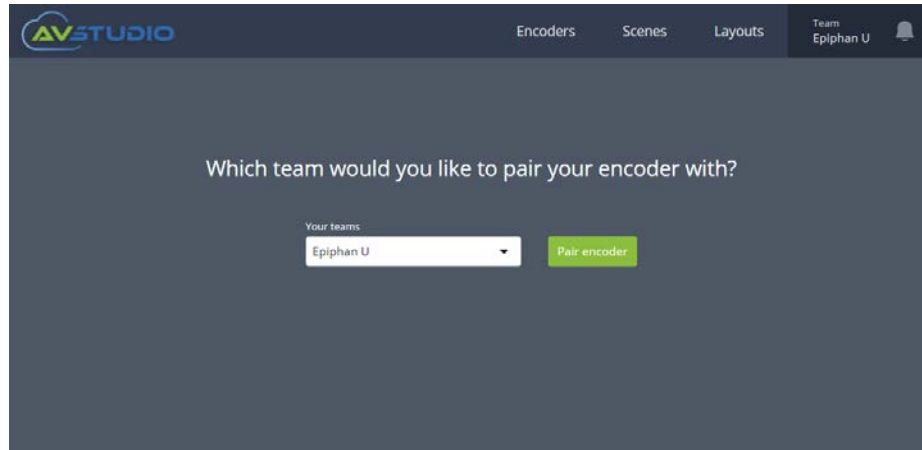 AVSTUDIO
Encoders Scenes Layouts
Team
Epiphan U
Which team would you like to pair your encoder with?
Your teams
Epiphan U
Pair encoder